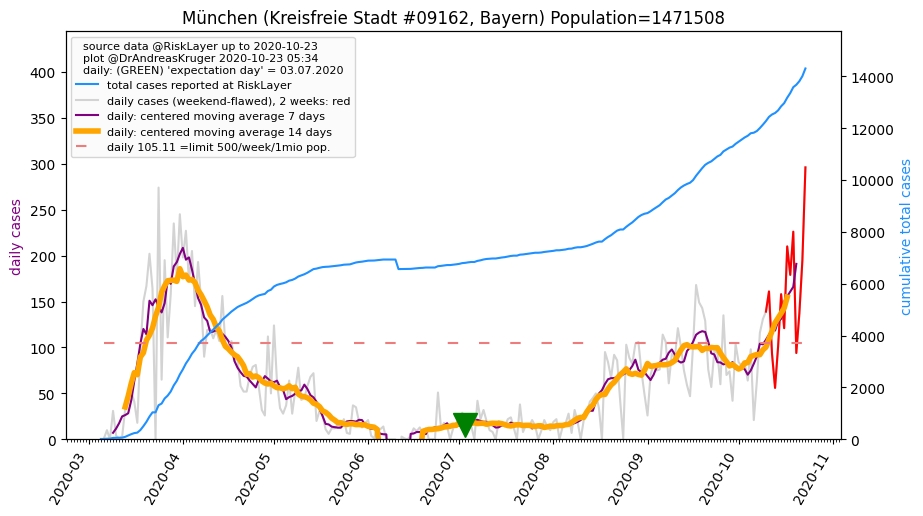 München (Kreisfreie Stadt #09162, Bayern) Population=1471508
source data @RiskLayer up to 2020-10-23
plot @DrAndreasKruger 2020-10-23 05:34
daily: (GREEN) 'expectation day' = 03.07.2020
total cases reported at RiskLayer
daily cases (weekend-flawed), 2 weeks: red
daily: centered moving average 7 days
daily: centered moving average 14 days
daily 105.11 =limit 500/week/1mio pop.
daily cases
400
350
300
250
200
150
100
50
0
14000
12000
10000
8000
6000
4000
2000
0
cumulative total cases
2020-03
2020-04
2020-05
2020-06
2020-07
2020-08
2020-09
2020-10
2020-11